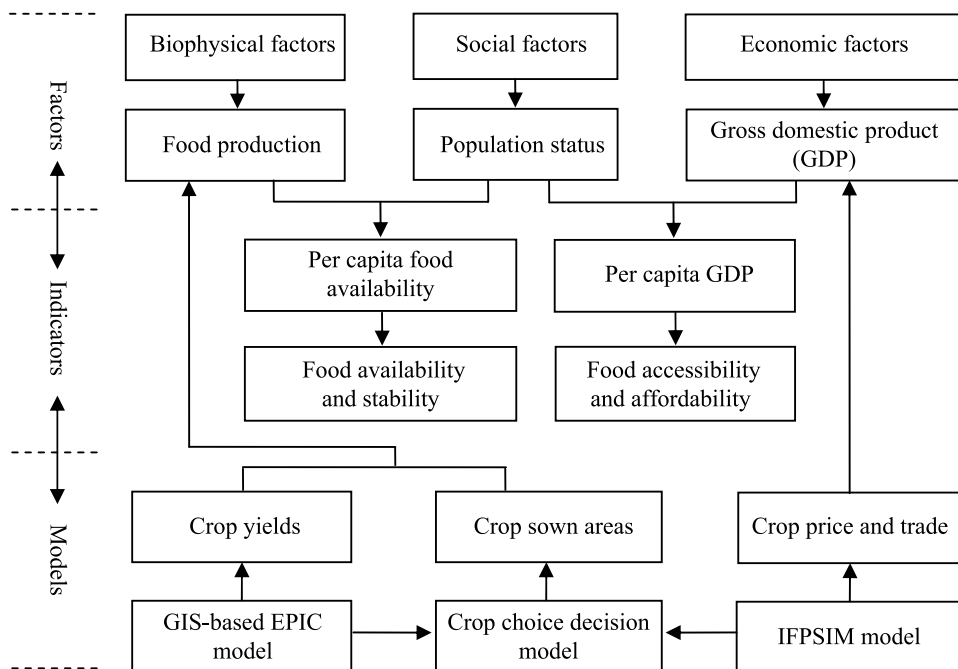 Factors
Indicators
Models
Biophysical factors
Social factors
Economic factors
Food production
Population status
Gross domestic product
(GDP)
Per capita food
availability
Per capita GDP
Food availability
and stability
Food accessibility
and affordability
Crop yields
Crop sown areas
Crop price and trade
GIS-based EPIC
model
Crop choice decision
model
IFPSIM model